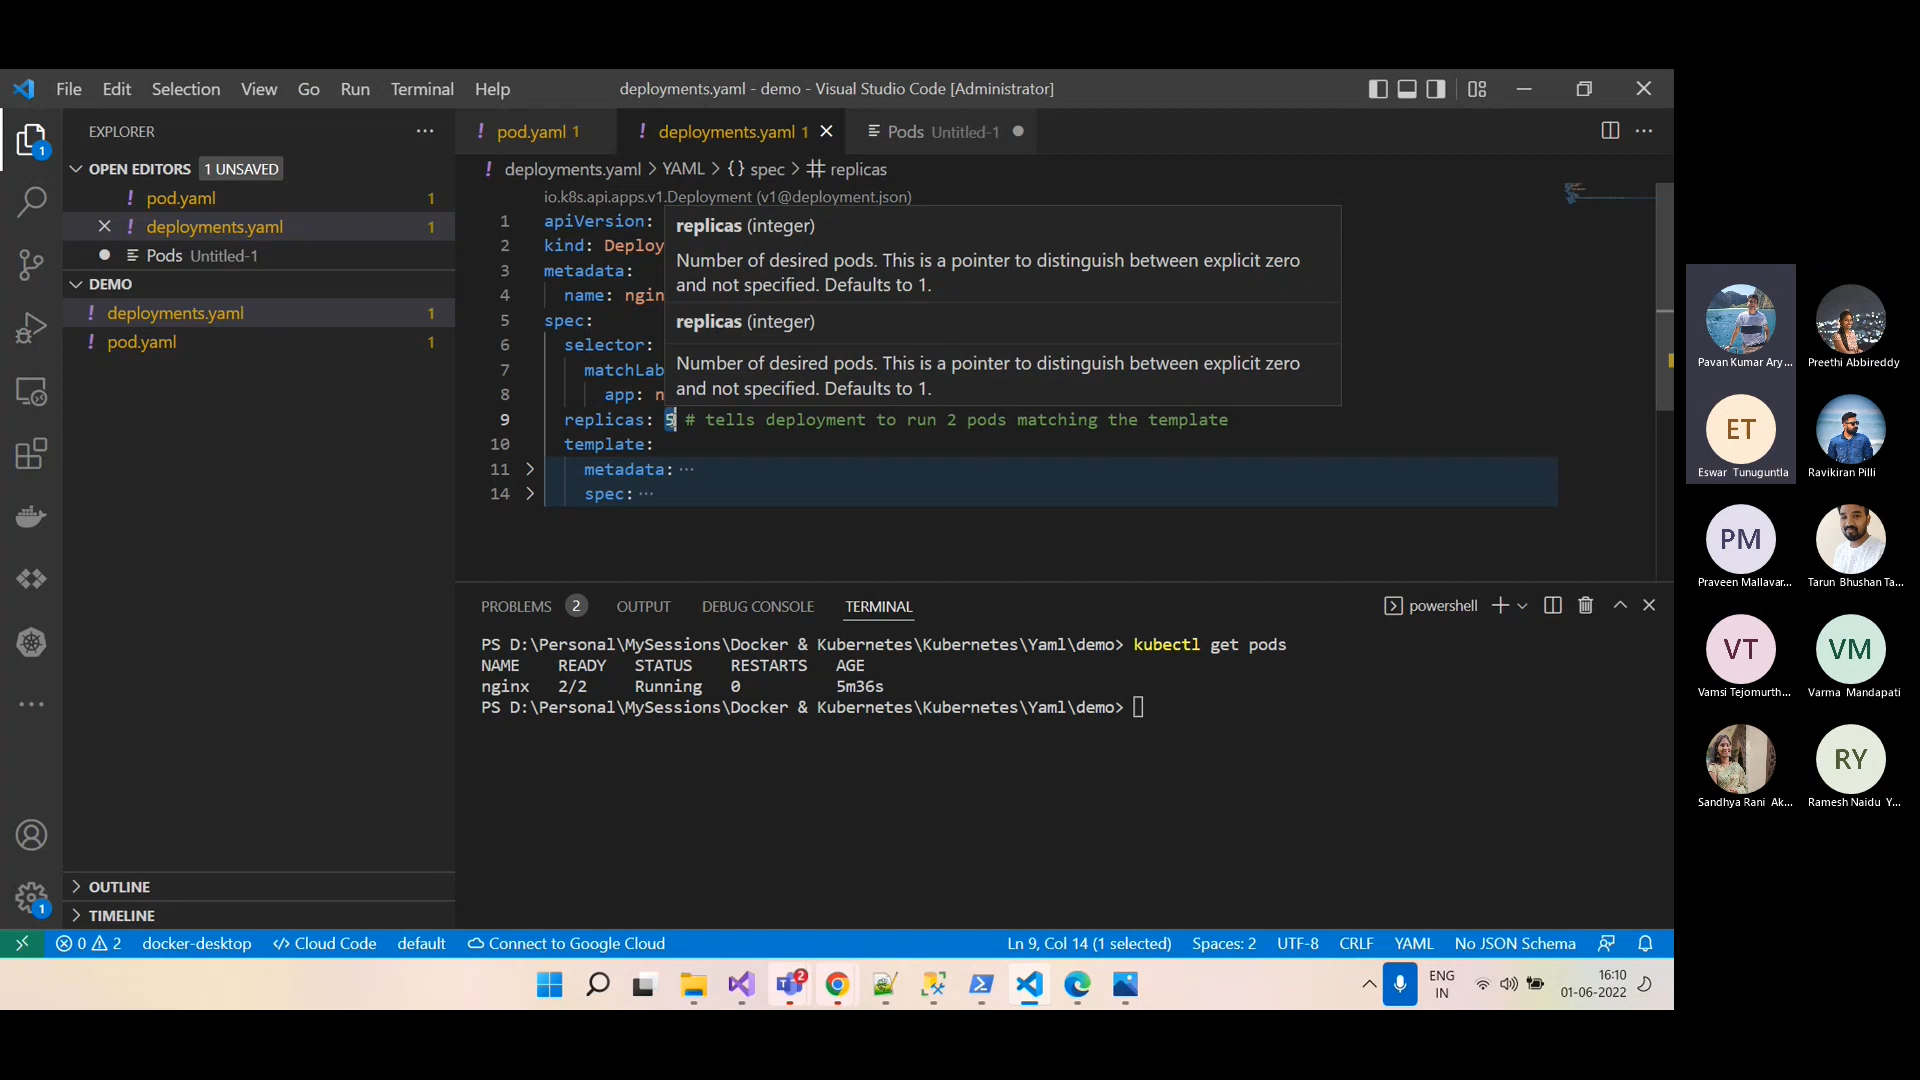 File Edit Selection View Go Run Terminal Help
deployments.yaml - demo - Visual Studio Code [Administrator]
EXPLORER
OPEN EDITORS 1 UNSAVED
! pod.yaml 1
! deployments.yaml 1
Pods Untitled-1
DEMO
! deployments.yaml 1
! pod.yaml 1
OUTLINE
TIMELINE
1
1
! pod.yaml 1
! deployments.yaml 1
Pods Untitled-1
! deployments.yaml > YAML > {} spec > replicas
io.k8s.api.apps.v1.Deployment (v1@deployment.json)
1 apiVersion:
2 kind: Deploy
3 metadata:
4 name: ngin
5 spec:
6 selector:
7 matchLab
8 app: n
replicas (integer)
Number of desired pods. This is a pointer to distinguish between explicit zero
and not specified. Defaults to 1.
replicas (integer)
Number of desired pods. This is a pointer to distinguish between explicit zero
and not specified. Defaults to 1.
9 replicas: 5 # tells deployment to run 2 pods matching the template
10 template:
11 metadata: ...
14 spec: ...
PROBLEMS 2 OUTPUT DEBUG CONSOLE TERMINAL
powershell
PS D:\Personal\MySessions\Docker & Kubernetes\Kubernetes\Yaml\demo> kubectl get pods
NAME READY STATUS RESTARTS AGE
nginx 2/2 Running 0 5m36s
PS D:\Personal\MySessions\Docker & Kubernetes\Kubernetes\Yaml\demo>
0 2 docker-desktop </> Cloud Code default Connect to Google Cloud
Ln 9, Col 14 (1 selected) Spaces: 2 UTF-8 CRLF YAML No JSON Schema
2
ENG
IN
16:10
01-06-2022
Pavan Kumar Ary...
Preethi Abbireddy
ET
Eswar Tunuguntla
Ravikiran Pilli
PM
Praveen Mallavar...
Tarun Bhushan Ta...
VT
Vamsi Tejomurth...
VM
Varma Mandapati
Sandhya Rani Ak...
RY
Ramesh Naidu Y...